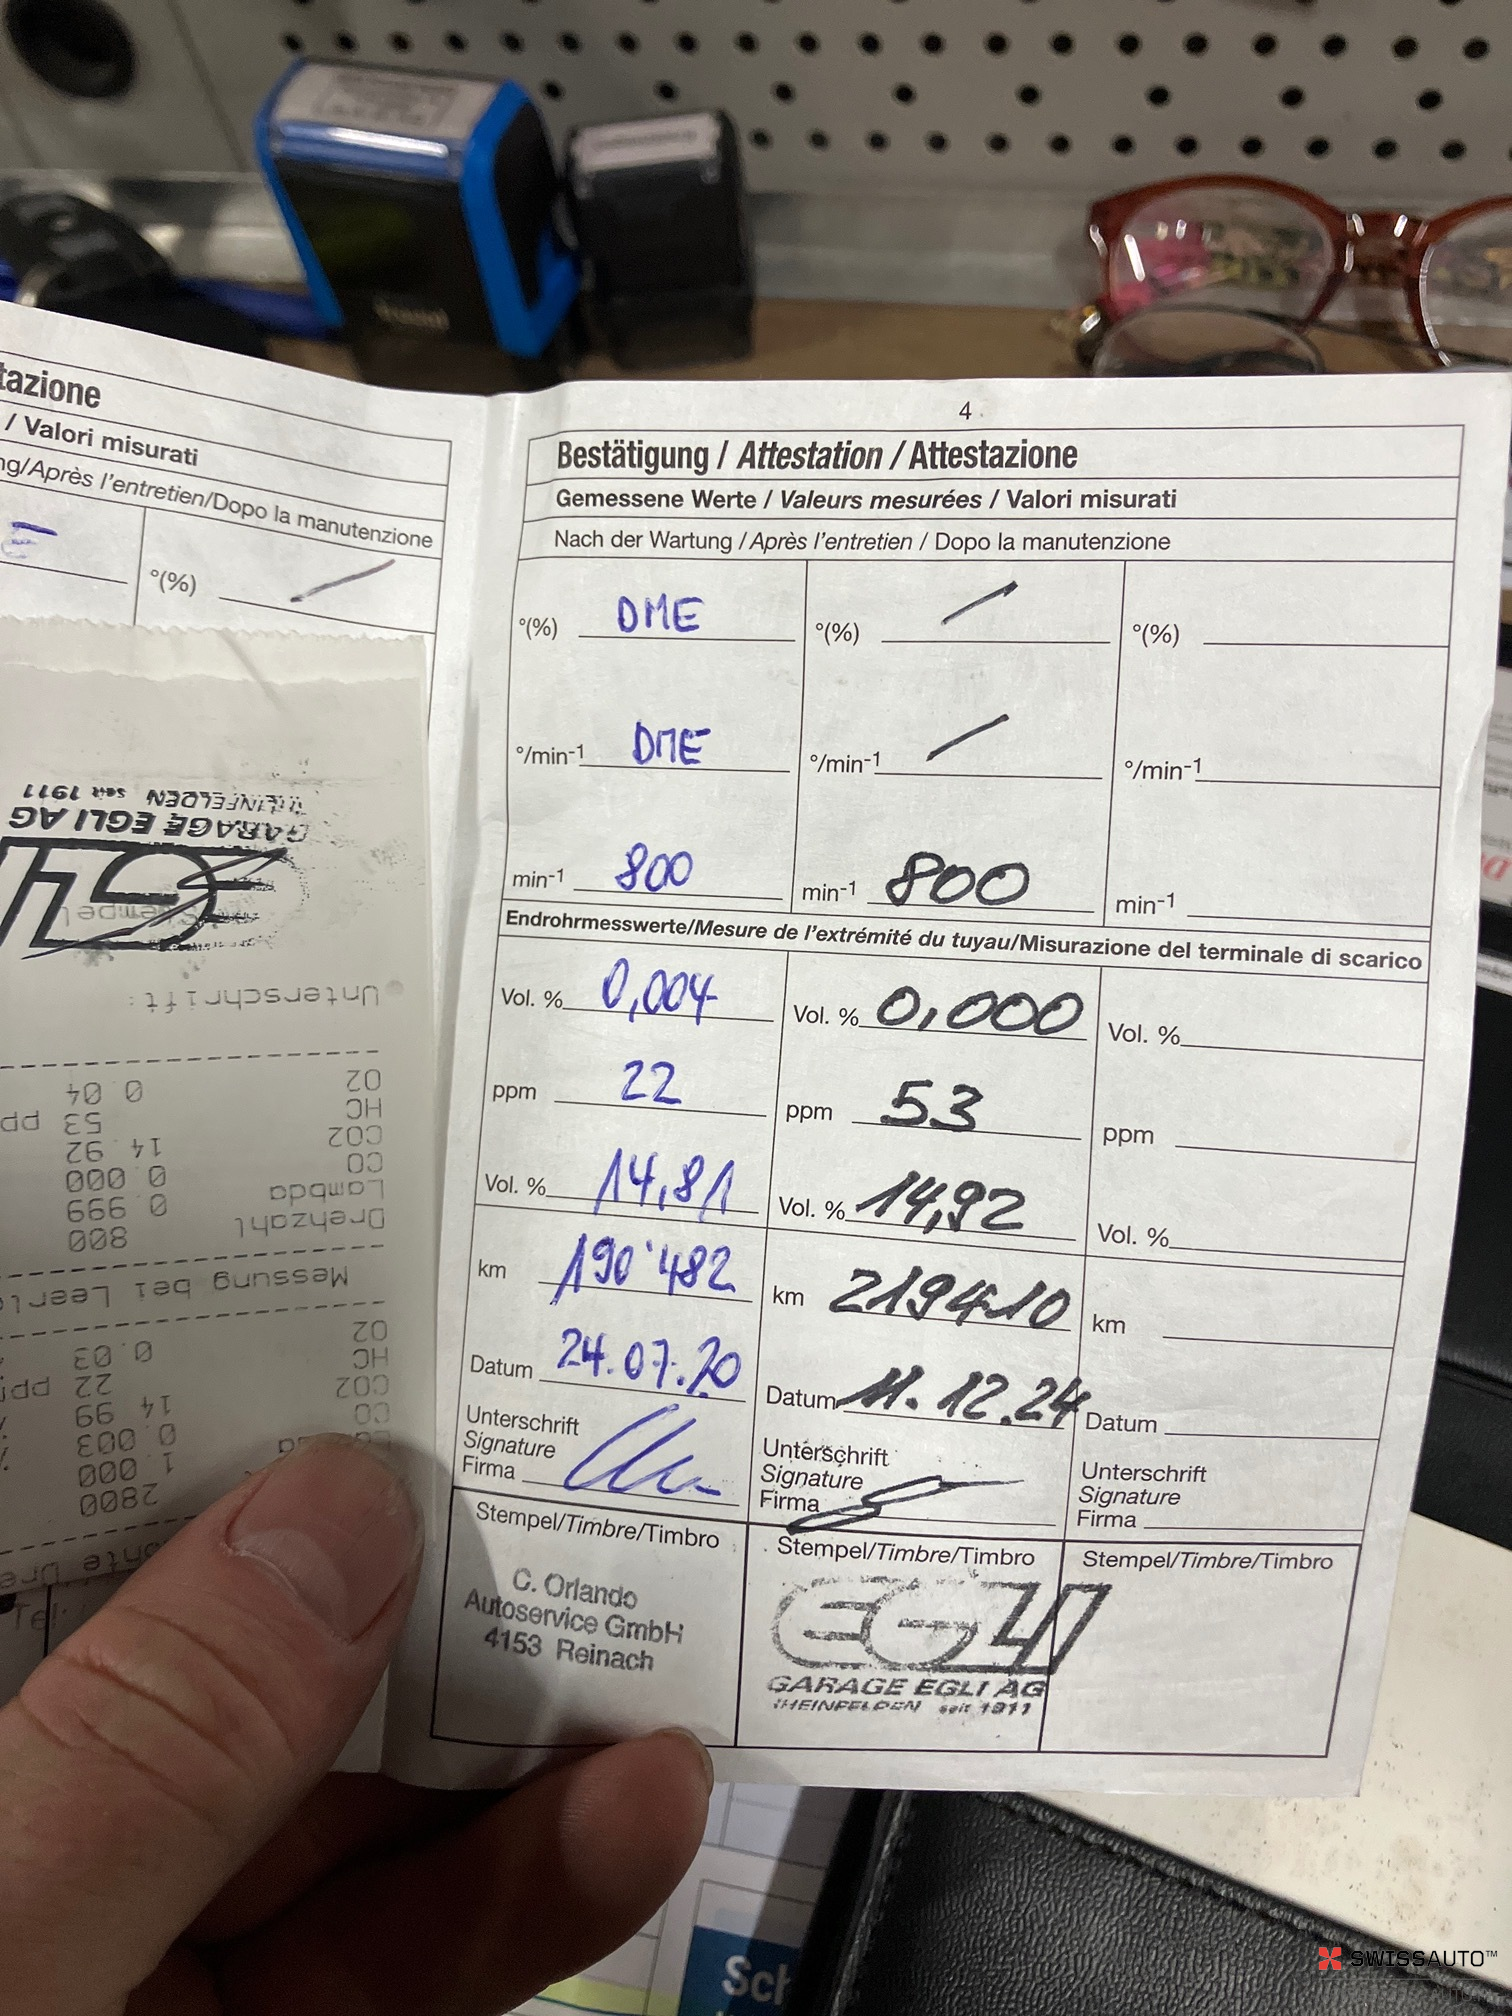 tazione
/ Valori misurati
ng/Après l'entretien/Dopo la manutenzione
E
°(%)
GARAGE EGLI AG
RHEINFELDEN seit 1911
Stempel
Unterschrift:
O2 0.04
HC 53 pp
CO2 14.92
CO 0.000
Lambda 0.999
Drehzahl 800
Messung bei Leerl
O2 0.03
HC 22 pp
CO2 14.99
CO 0.003
1.000
2800
4
Bestätigung / Attestation / Attestazione
Gemessene Werte / Valeurs mesurées / Valori misurati
Nach der Wartung / Après l'entretien / Dopo la manutenzione
°(%) DME °(%) / °(%)
°/min-1 DME °/min-1 / °/min-1
min-1 800 min-1 800 min-1
Endrohrmesswerte/Mesure de l'extrémité du tuyau/Misurazione del terminale di scarico
Vol. % 0,004 Vol. % 0,000 Vol. %
ppm 22 ppm 53 ppm
Vol. % 14,81 Vol. % 14,92 Vol. %
km 190'482 km 219410 km
Datum 24.07.20 Datum 11.12.24 Datum
Unterschrift Unterschrift Unterschrift
Signature Signature Signature
Firma Firma Firma
Stempel/Timbre/Timbro Stempel/Timbre/Timbro Stempel/Timbre/Timbro
C. Orlando
Autoservice GmbH
4153 Reinach
EGLI
GARAGE EGLI AG
RHEINFELDEN seit 1911
Sch
SWISSAUTO™